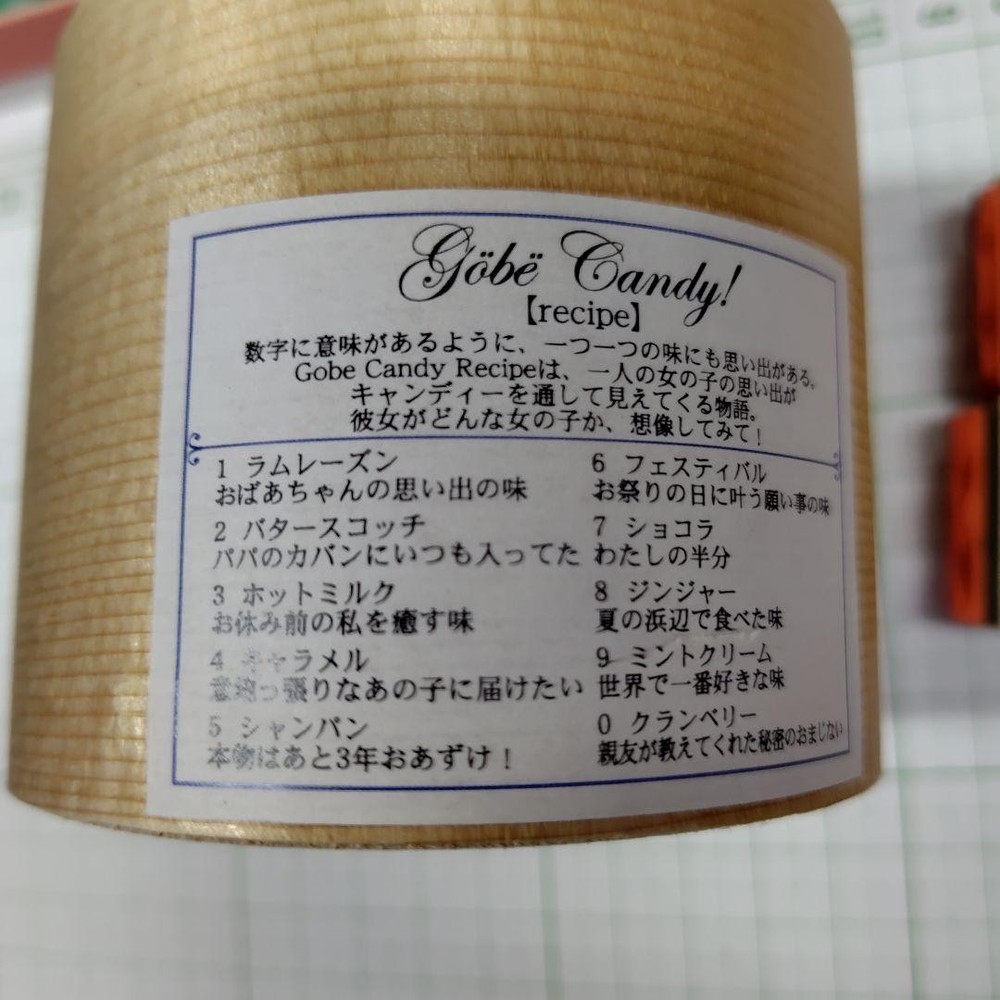 Göbë Candy!
【recipe】
数字に意味があるように、一つ一つの味にも思い出がある。
Gobe Candy Recipeは、一人の女の子の思い出が
キャンディーを通して見えてくる物語。
彼女がどんな女の子か、想像してみて！
1 ラムレーズン
おばあちゃんの思い出の味
2 バタースコッチ
パパのカバンにいつも入ってた
3 ホットミルク
お休み前の私を癒す味
4 キャラメル
意地っ張りなあの子に届けたい
5 シャンパン
本物はあと3年おあずけ！
6 フェスティバル
お祭りの日に叶う願い事の味
7 ショコラ
わたしの半分
8 ジンジャー
夏の浜辺で食べた味
9 ミントクリーム
世界で一番好きな味
0 クランベリー
親友が教えてくれた秘密のおまじない